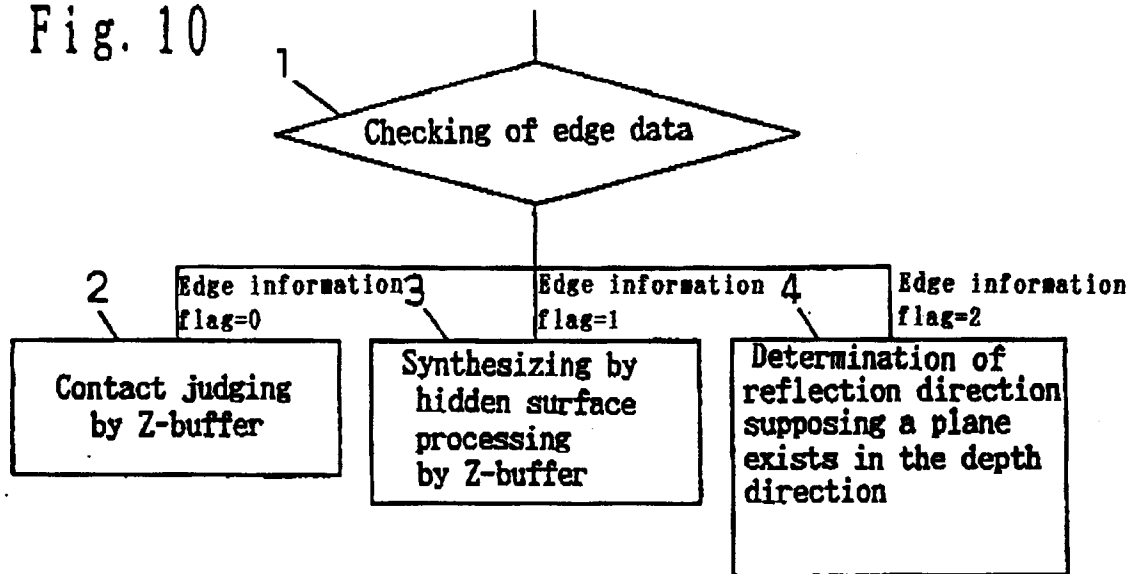 Fig. 10
1
Checking of edge data
2
Edge information
flag=0
3
Edge information
flag=1
4
Edge information
flag=2
Contact judging
by Z-buffer
Synthesizing by
hidden surface
processing
by Z-buffer
Determination of
reflection direction
supposing a plane
exists in the depth
direction